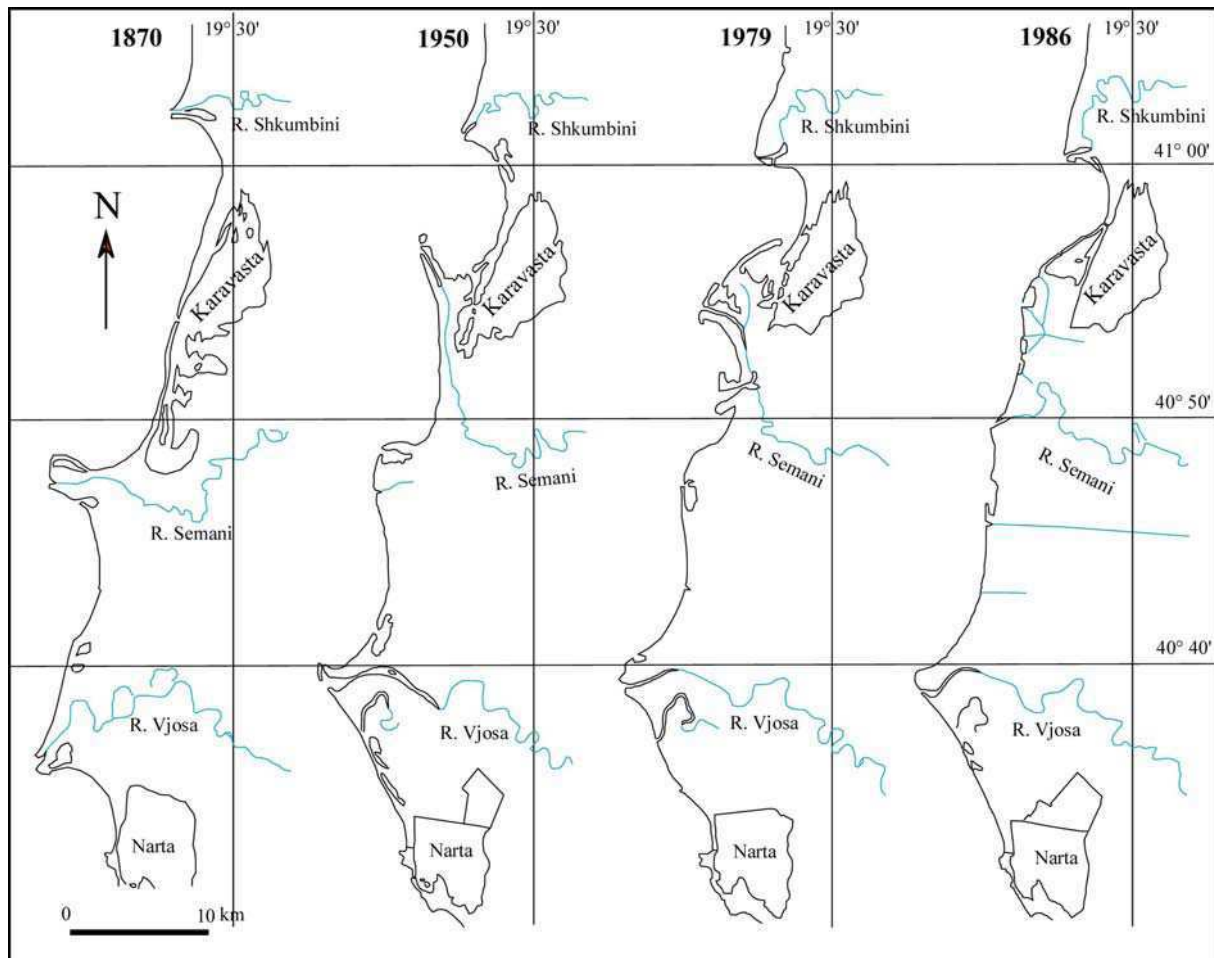 1870
19° 30'
1950
19° 30'
1979
19° 30'
1986
19° 30'
R. Shkumbini
R. Shkumbini
R. Shkumbini
R. Shkumbini
41° 00'
N
Karavasta
Karavasta
Karavasta
Karavasta
40° 50'
R. Semani
R. Semani
R. Semani
R. Semani
40° 40'
R. Vjosa
R. Vjosa
R. Vjosa
R. Vjosa
Narta
Narta
Narta
Narta
0 10 km